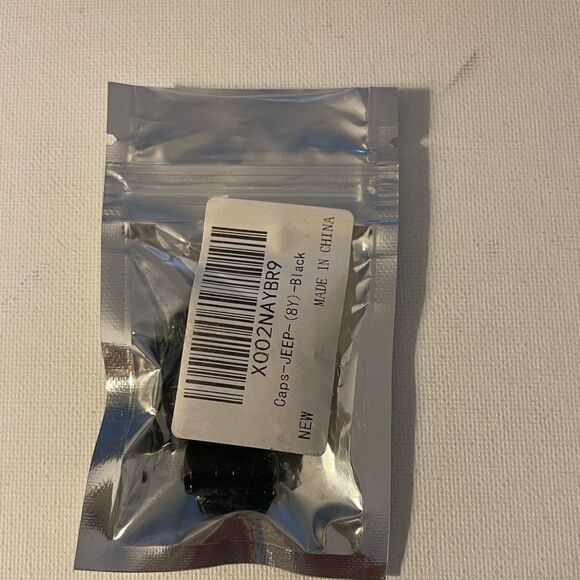 X002NAYBR9
Caps-JEEP-(8Y)-Black
NEW
MADE IN CHINA